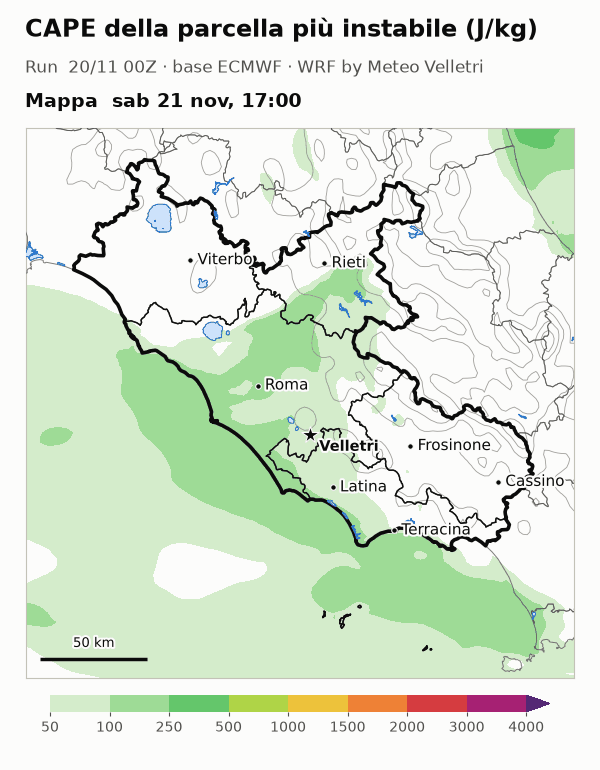 CAPE della parcella più instabile (J/kg)
Run  20/11 00Z · base ECMWF · WRF by Meteo Velletri
Mappa  sab 21 nov, 17:00
Viterbo
Rieti
Roma
Velletri
Frosinone
Latina
Cassino
Terracina
50 km
50 100 250 500 1000 1500 2000 3000 4000